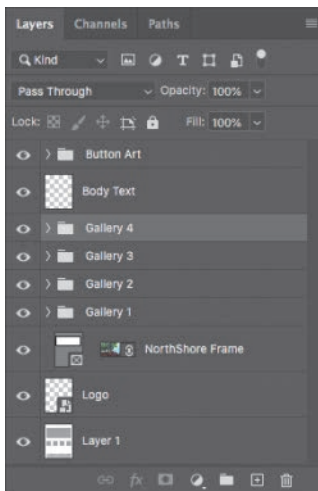 Layers Channels Paths
Kind
Pass Through Opacity: 100%
Lock: Fill: 100%
Button Art
Body Text
Gallery 4
Gallery 3
Gallery 2
Gallery 1
NorthShore Frame
Logo
Layer 1
fx